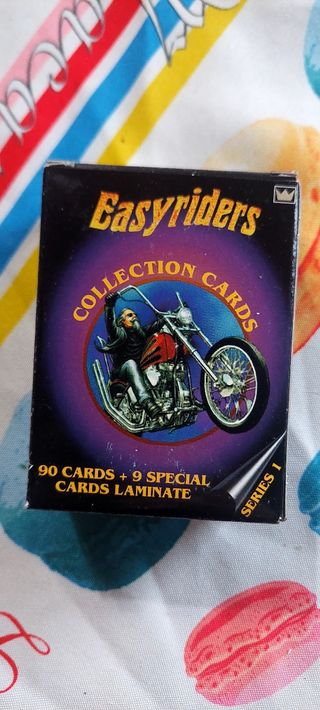 Easyriders
COLLECTION CARDS
90 CARDS + 9 SPECIAL
CARDS LAMINATE
SERIES 1